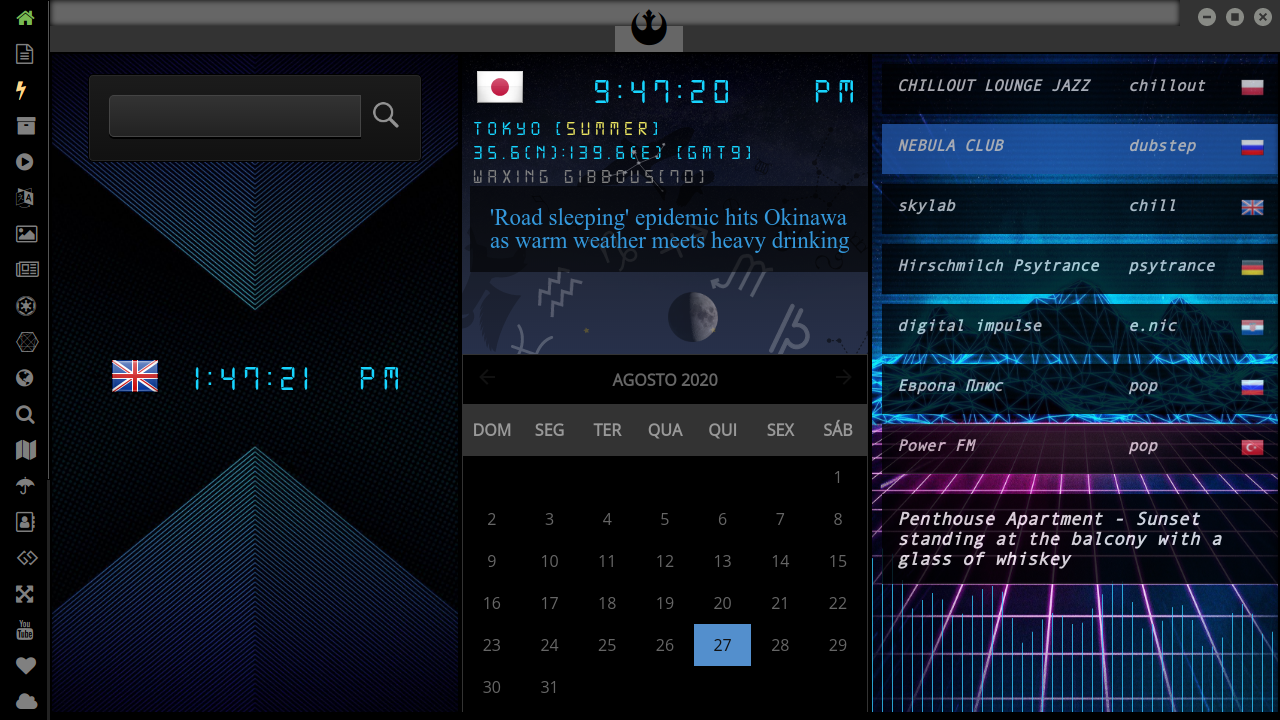 9:47:20 PM
TOKYO [SUMMER]
35.6(N):139.6(E) [GMT9]
WAXING GIBBOUS[70]
'Road sleeping' epidemic hits Okinawa
as warm weather meets heavy drinking
1:47:21 PM
AGOSTO 2020
DOM SEG TER QUA QUI SEX SÁB
1
2 3 4 5 6 7 8
9 10 11 12 13 14 15
16 17 18 19 20 21 22
23 24 25 26 27 28 29
30 31
CHILLOUT LOUNGE JAZZ chillout
NEBULA CLUB dubstep
skylab chill
Hirschmilch Psytrance psytrance
digital impulse e.nic
Европа Плюс pop
Power FM pop
Penthouse Apartment - Sunset
standing at the balcony with a
glass of whiskey
You
Tube